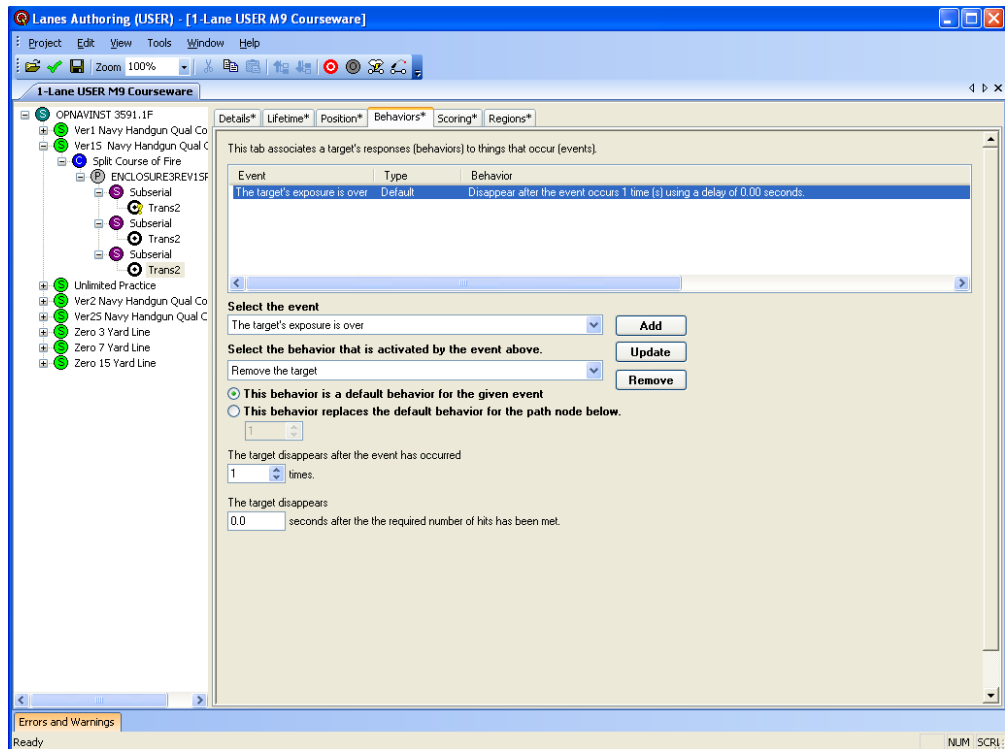 Lanes Authoring (USER) - [1-Lane USER M9 Courseware]
Project Edit View Tools Window Help
Zoom 100%
1-Lane USER M9 Courseware
OPNAVINST 3591.1F
Ver1 Navy Handgun Qual Co
Ver1S Navy Handgun Qual C
Split Course of Fire
ENCLOSURE3REV1SF
Subserial
Trans2
Subserial
Trans2
Subserial
Trans2
Unlimited Practice
Ver2 Navy Handgun Qual Co
Ver2S Navy Handgun Qual C
Zero 3 Yard Line
Zero 7 Yard Line
Zero 15 Yard Line
Details* Lifetime* Position* Behaviors* Scoring* Regions*
This tab associates a target's responses (behaviors) to things that occur (events).
Event Type Behavior
The target's exposure is over Default Disappear after the event occurs 1 time (s) using a delay of 0.00 seconds.
Select the event
The target's exposure is over Add
Select the behavior that is activated by the event above. Update
Remove the target Remove
This behavior is a default behavior for the given event
This behavior replaces the default behavior for the path node below.
1
The target disappears after the event has occurred
1 times.
The target disappears
0.0 seconds after the the required number of hits has been met.
Errors and Warnings
Ready NUM SCRL